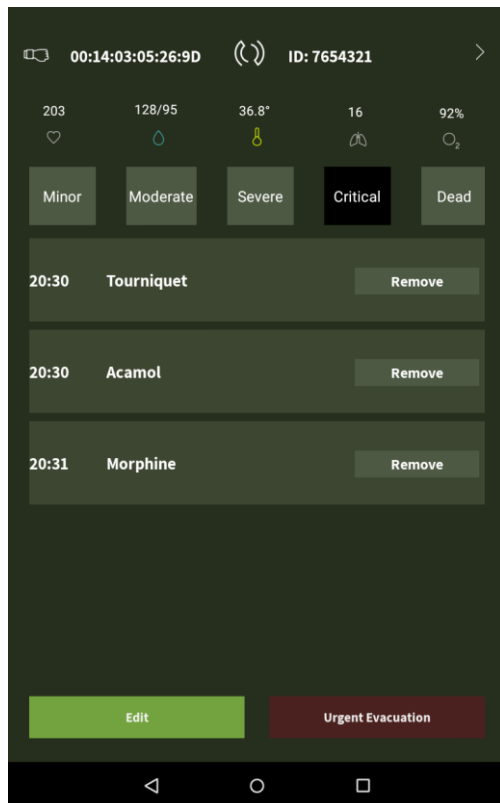 00:14:03:05:26:9D ID: 7654321
203 128/95 36.8° 16 92%
O₂
Minor Moderate Severe Critical Dead
20:30 Tourniquet Remove
20:30 Acamol Remove
20:31 Morphine Remove
Edit Urgent Evacuation